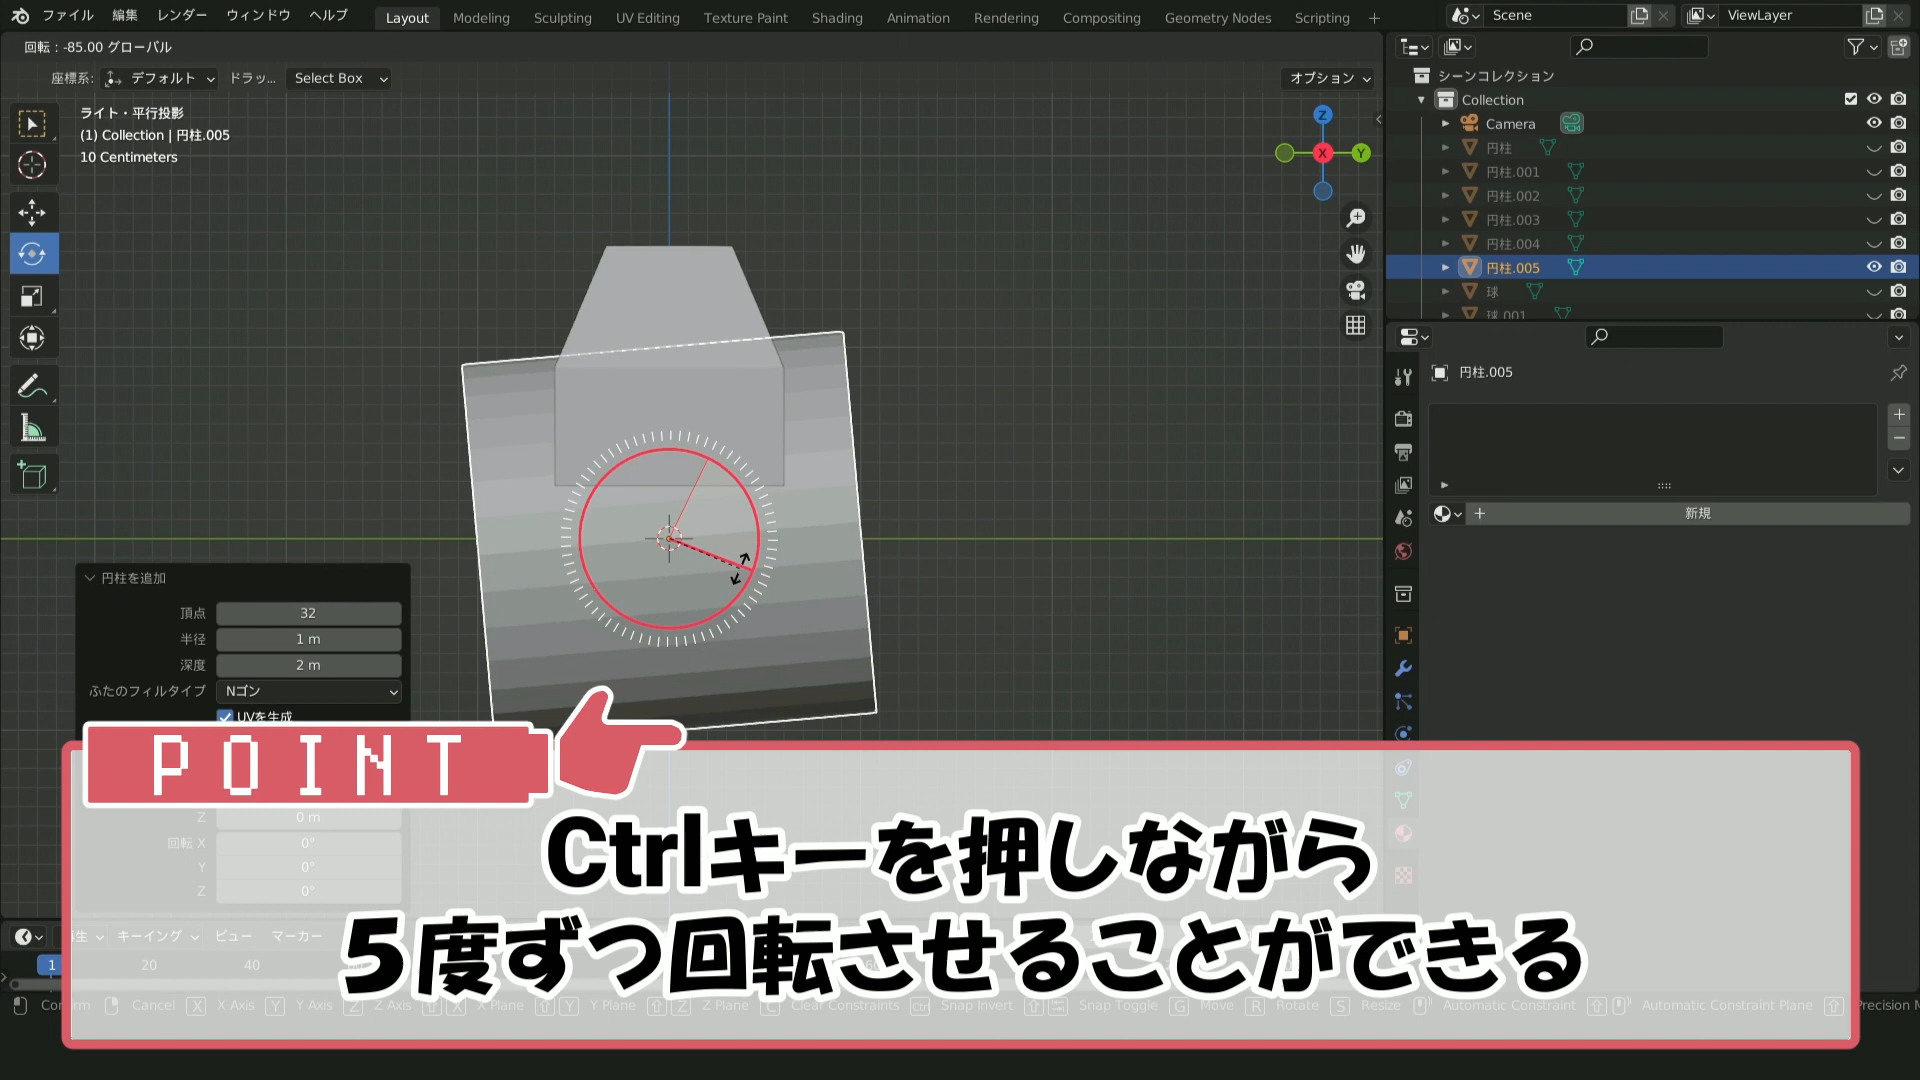 ファイル 編集 レンダー ウィンドウ ヘルプ Layout Modeling Sculpting UV Editing Texture Paint Shading Animation Rendering Compositing Geometry Nodes Scripting + Scene ViewLayer
回転 : -85.00 グローバル
座標系: デフォルト ドラッ... Select Box オプション
ライト・平行投影
(1) Collection | 円柱.005
10 Centimeters
Z
X
Y
シーンコレクション
Collection
Camera
円柱
円柱.001
円柱.002
円柱.003
円柱.004
円柱.005
球
球.001
円柱.005
新規
円柱を追加
頂点 32
半径 1 m
深度 2 m
ふたのフィルタイプ Nゴン
UVを生成
POINT
Z 0 m
回転 X 0°
Y 0°
Z 0°
Ctrlキーを押しながら
5度ずつ回転させることができる
キーイング ビュー マーカー
1 20 40
Cancel X X Axis Y Y Axis Z Z Axis X X Plane Y Y Plane Z Z Plane C Clear Constraints Ctrl Snap Invert Snap Toggle G Move R Rotate S Resize Automatic Constraint Automatic Constraint Plane